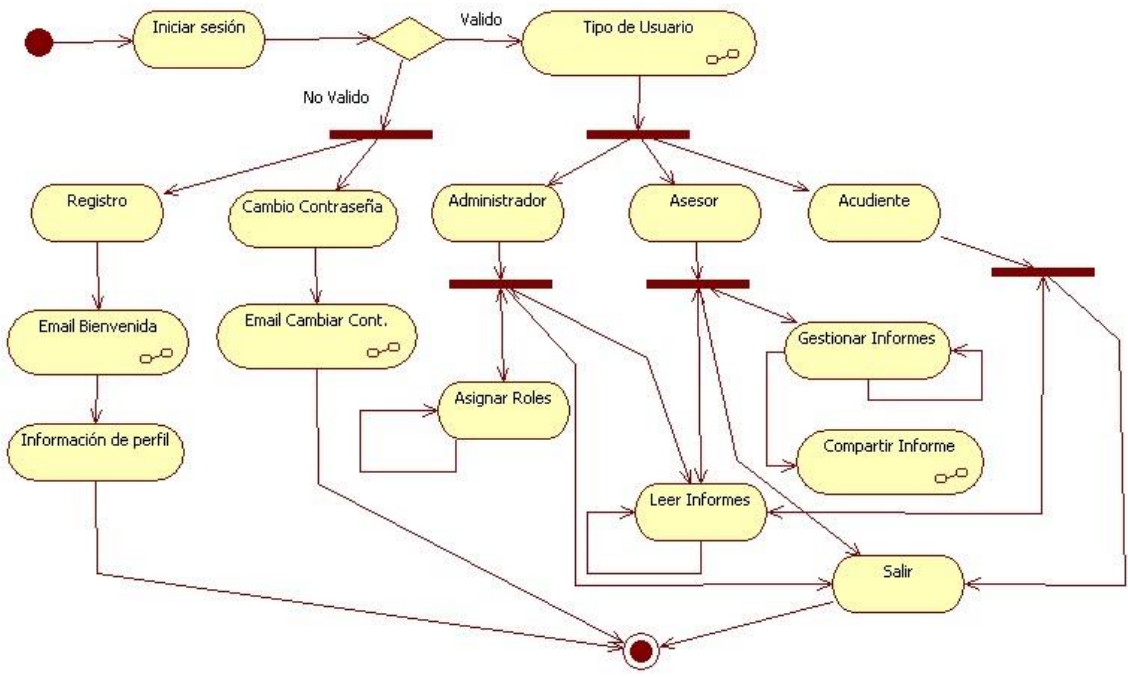 Iniciar sesión
Valido
Tipo de Usuario
No Valido
Registro
Cambio Contraseña
Administrador
Asesor
Acudiente
Email Bienvenida
Email Cambiar Cont.
Gestionar Informes
Asignar Roles
Información de perfil
Compartir Informe
Leer Informes
Salir